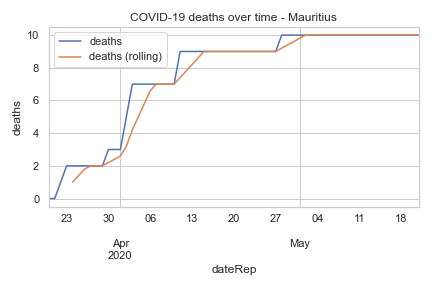 COVID-19 deaths over time - Mauritius
deaths
deaths (rolling)
10
8
6
4
2
0
deaths
23 30 06 13 20 27 04 11 18
Apr May
2020
dateRep